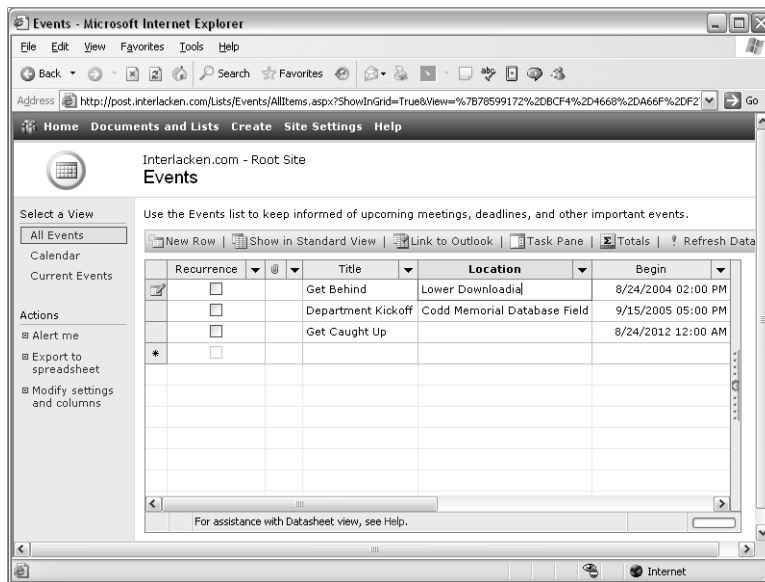 Events - Microsoft Internet Explorer
File Edit View Favorites Tools Help
Back Search Favorites
Address http://post.interlacken.com/Lists/Events/AllItems.aspx?ShowInGrid=True&View=%7B78599172%2DBCF4%2D4668%2DA66F%2DF2 Go
Home Documents and Lists Create Site Settings Help
Interlacken.com - Root Site
Events
Select a View
All Events
Calendar
Current Events
Actions
Alert me
Export to
spreadsheet
Modify settings
and columns
Use the Events list to keep informed of upcoming meetings, deadlines, and other important events.
New Row | Show in Standard View | Link to Outlook | Task Pane | Σ Totals | Refresh Data
Recurrence Title Location Begin
Get Behind Lower Downloadia 8/24/2004 02:00 PM
Department Kickoff Codd Memorial Database Field 9/15/2005 05:00 PM
Get Caught Up 8/24/2012 12:00 AM
*
For assistance with Datasheet view, see Help.
Internet